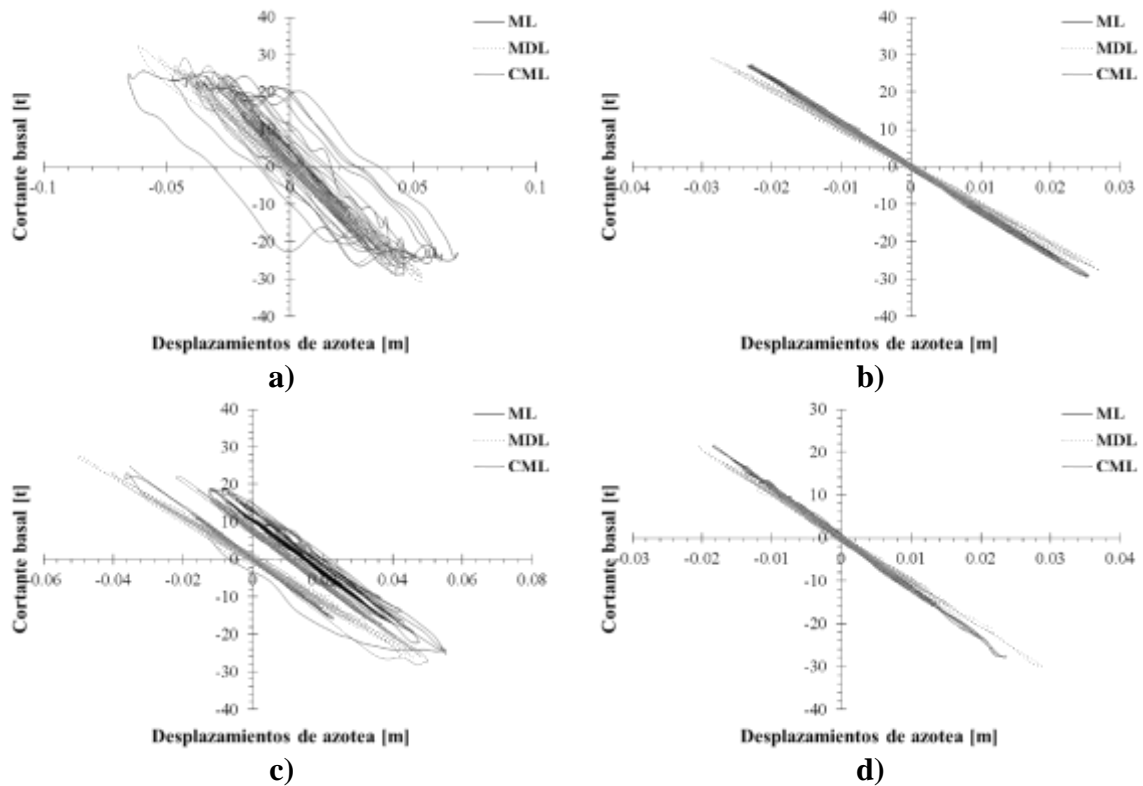 40
30
20
10
0
-10
-20
-30
-40
-0.1
-0.05
0
0.05
0.1
ML
MDL
CML
Cortante basal [t]
Desplazamientos de azotea [m]
a)
40
30
20
10
0
-10
-20
-30
-40
-0.04
-0.03
-0.02
-0.01
0
0.01
0.02
0.03
ML
MDL
CML
Cortante basal [t]
Desplazamientos de azotea [m]
b)
40
30
20
10
0
-10
-20
-30
-40
-0.06
-0.04
-0.02
0
0.02
0.04
0.06
0.08
ML
MDL
CML
Cortante basal [t]
Desplazamientos de azotea [m]
c)
30
20
10
0
-10
-20
-30
-40
-0.03
-0.02
-0.01
0
0.01
0.02
0.03
0.04
ML
MDL
CML
Cortante basal [t]
Desplazamientos de azotea [m]
d)